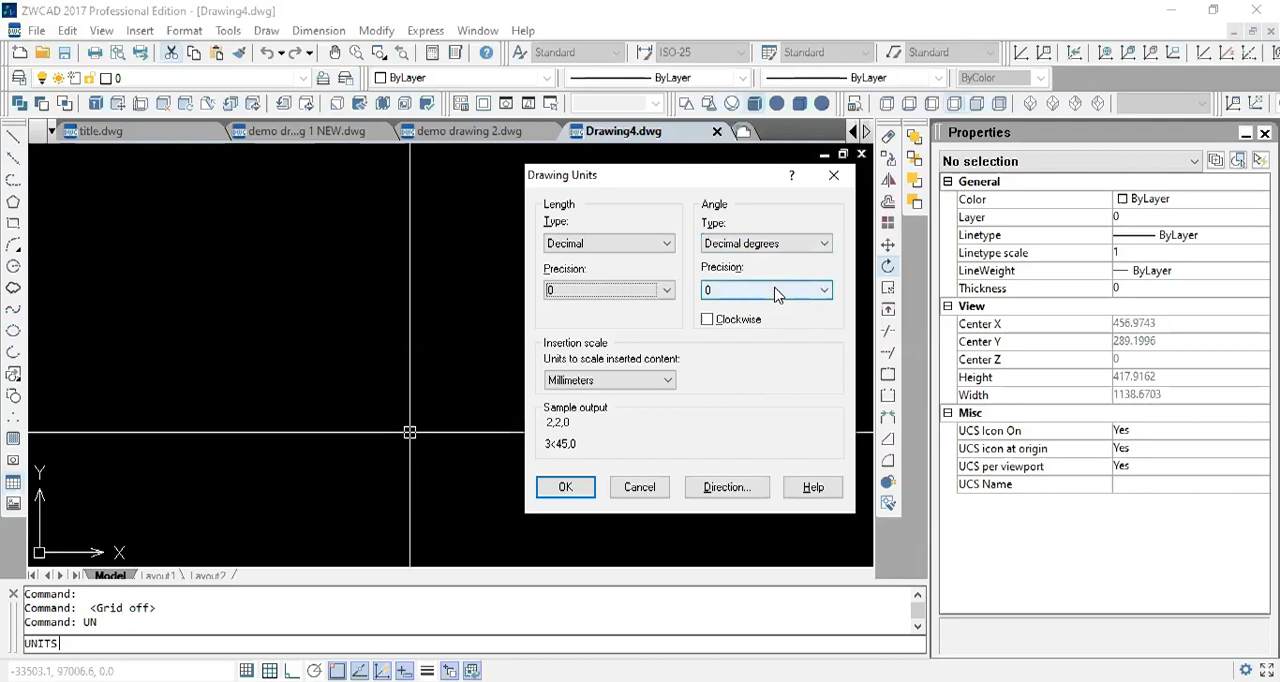 ZWCAD 2017 Professional Edition - [Drawing4.dwg]
File Edit View Insert Format Tools Draw Dimension Modify Express Window Help
Standard ISO-25 Standard Standard
0 ByLayer ByLayer ByLayer ByColor
title.dwg demo dr...g 1 NEW.dwg demo drawing 2.dwg Drawing4.dwg
Drawing Units
Length
Type:
Decimal
Precision:
0
Angle
Type:
Decimal degrees
Precision:
0
Clockwise
Insertion scale
Units to scale inserted content:
Millimeters
Sample output
2,2,0
3<45,0
OK Cancel Direction... Help
Properties
No selection
General
Color ByLayer
Layer 0
Linetype ByLayer
Linetype scale 1
LineWeight ByLayer
Thickness 0
View
Center X 456.9743
Center Y 289.1996
Center Z 0
Height 417.9162
Width 1138.6703
Misc
UCS Icon On Yes
UCS icon at origin Yes
UCS per viewport Yes
UCS Name
Y
X
Model Layout1 Layout2
Command:
Command: <Grid off>
Command: UN
UNITS
-33503.1, 97006.6, 0.0